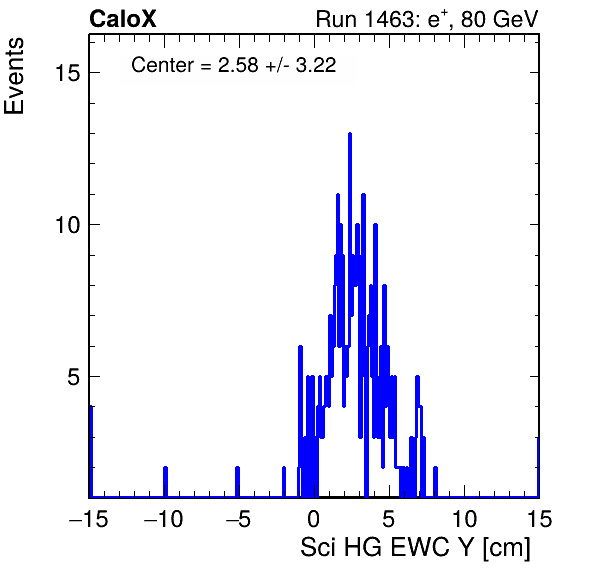 CaloX Run 1463: e⁺, 80 GeV
Center = 2.58 +/- 3.22
Events
15
10
5
−15 −10 −5 0 5 10 15
Sci HG EWC Y [cm]